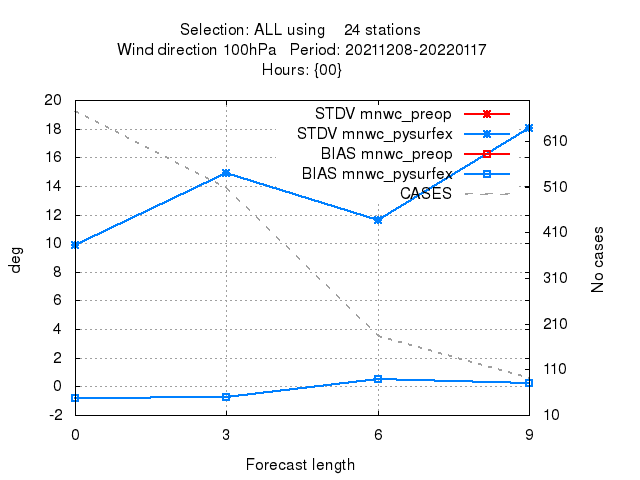 Selection: ALL using    24 stations
Wind direction 100hPa   Period: 20211208-20220117
Hours: {00}
STDV mnwc_preop
STDV mnwc_pysurfex
BIAS mnwc_preop
BIAS mnwc_pysurfex
CASES
20
18
16
14
12
10
8
6
4
2
0
-2
deg
610
510
410
310
210
110
10
No cases
0 3 6 9
Forecast length